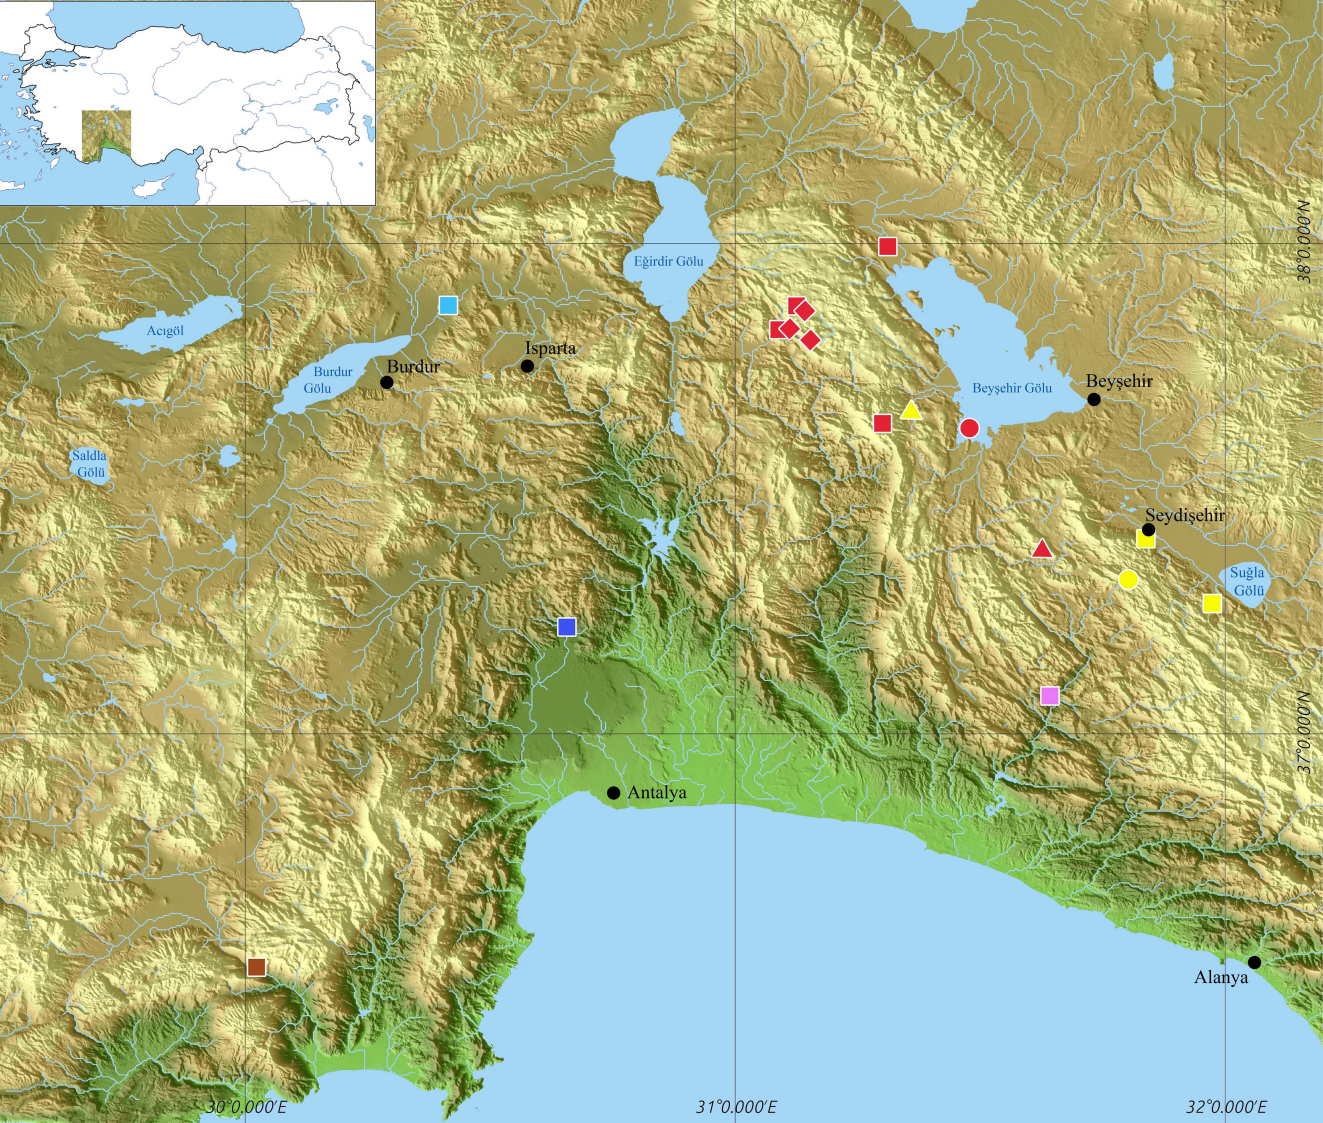 38°0.000'N
Eğirdir Gölu
Acıgöl
Isparta
Burdur
Burdur
Gölu
Beyşehir
Beyşehir Gölu
Saldla
Gölü
Seydişehir
Suğla
Gölü
37°0.000'N
Antalya
Alanya
30°0.000'E
31°0.000'E
32°0.000'E